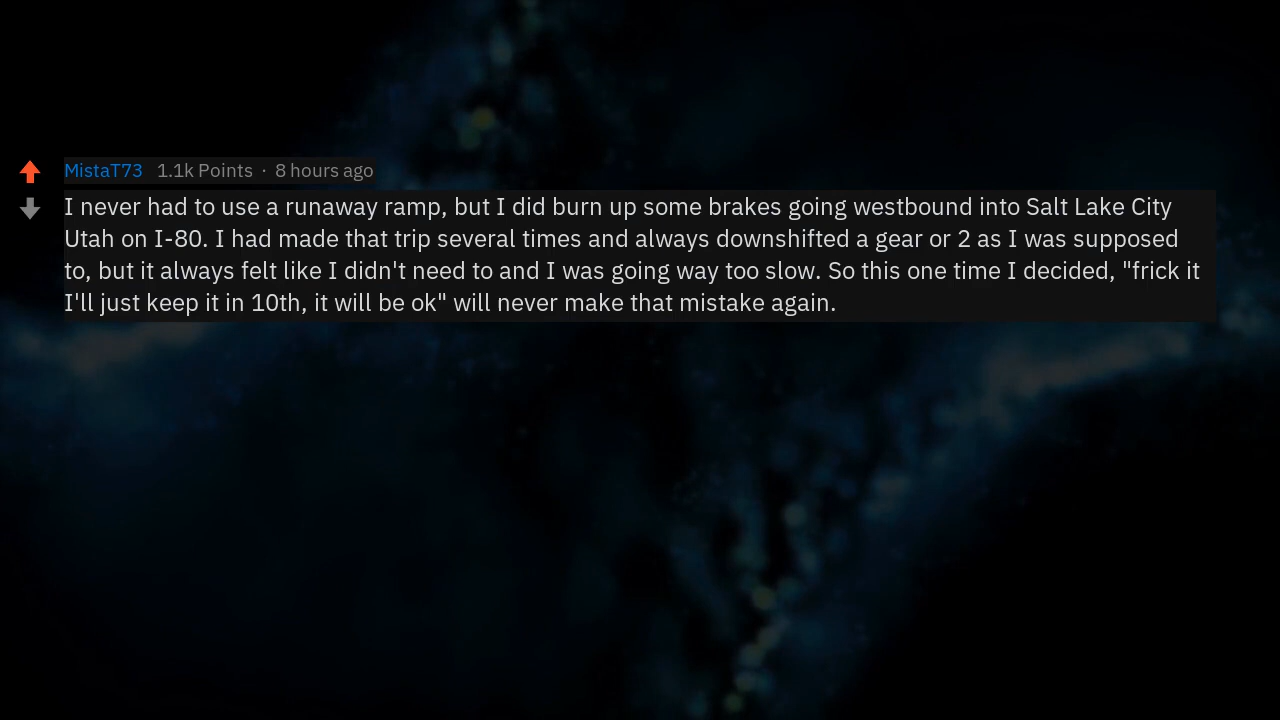 MistaT73 1.1k Points · 8 hours ago
I never had to use a runaway ramp, but I did burn up some brakes going westbound into Salt Lake City
Utah on I-80. I had made that trip several times and always downshifted a gear or 2 as I was supposed
to, but it always felt like I didn't need to and I was going way too slow. So this one time I decided, "frick it
I'll just keep it in 10th, it will be ok" will never make that mistake again.